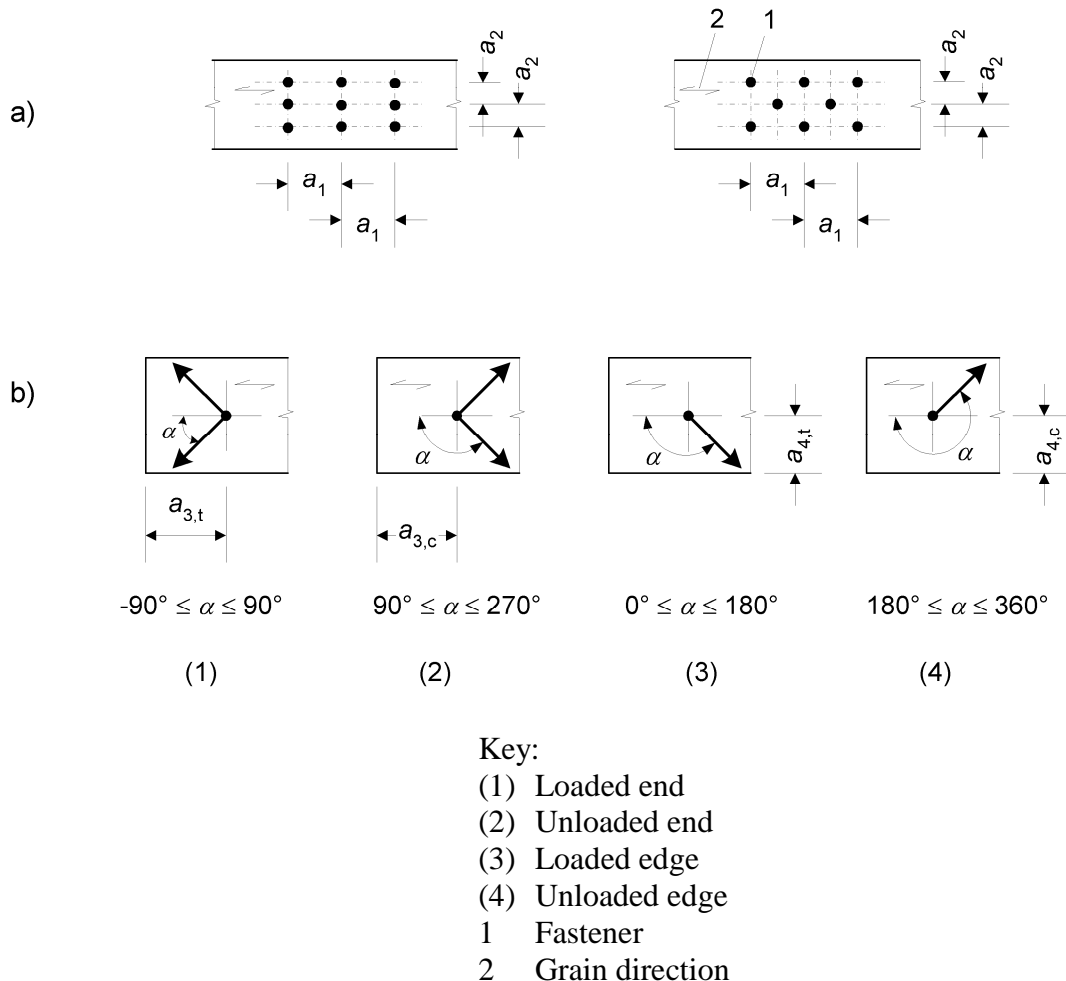 a)
a2
a2
a1
a1
2
1
a2
a2
a1
a1
b)
α
a3,t
-90° ≤ α ≤ 90°
(1)
α
a3,c
90° ≤ α ≤ 270°
(2)
α
a4,t
0° ≤ α ≤ 180°
(3)
α
a4,c
180° ≤ α ≤ 360°
(4)
Key:
(1) Loaded end
(2) Unloaded end
(3) Loaded edge
(4) Unloaded edge
1 Fastener
2 Grain direction